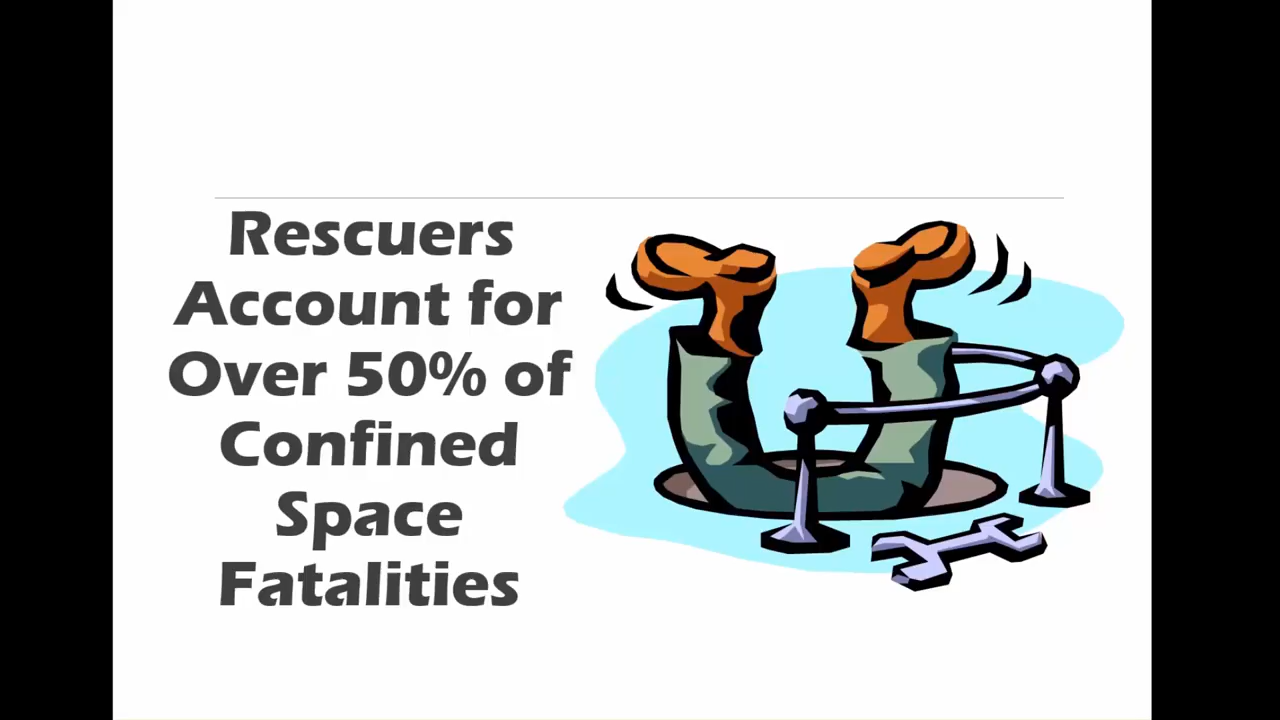 Rescuers
Account for
Over 50% of
Confined
Space
Fatalities